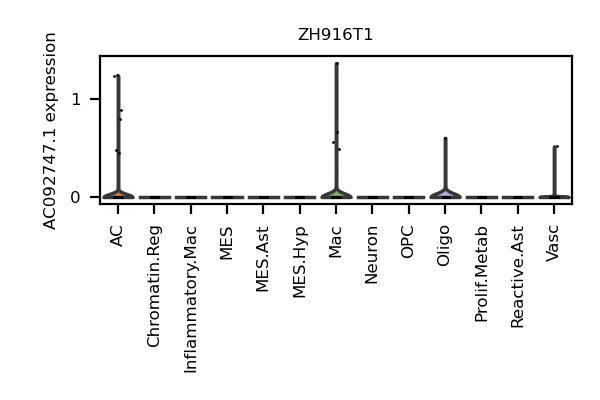 ZH916T1
AC092747.1 expression
1
0
AC
Chromatin.Reg
Inflammatory.Mac
MES
MES.Ast
MES.Hyp
Mac
Neuron
OPC
Oligo
Prolif.Metab
Reactive.Ast
Vasc